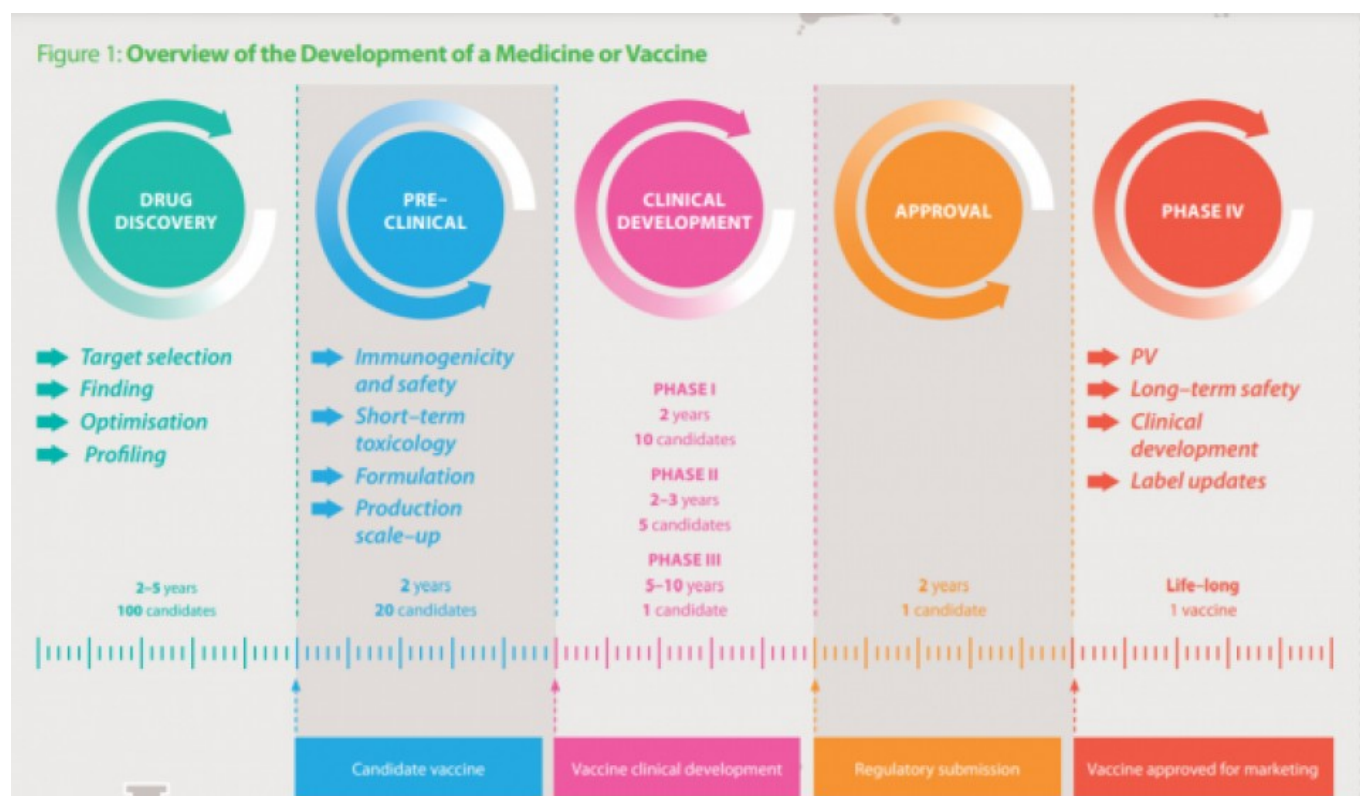 Figure 1: Overview of the Development of a Medicine or Vaccine
DRUG
DISCOVERY
PRE–
CLINICAL
CLINICAL
DEVELOPMENT
APPROVAL
PHASE IV
Target selection
Finding
Optimisation
Profiling
2–5 years
100 candidates
Immunogenicity
and safety
Short–term
toxicology
Formulation
Production
scale–up
2 years
20 candidates
PHASE I
2 years
10 candidates
PHASE II
2–3 years
5 candidates
PHASE III
5–10 years
1 candidate
2 years
1 candidate
PV
Long–term safety
Clinical
development
Label updates
Life–long
1 vaccine
Candidate vaccine
Vaccine clinical development
Regulatory submission
Vaccine approved for marketing